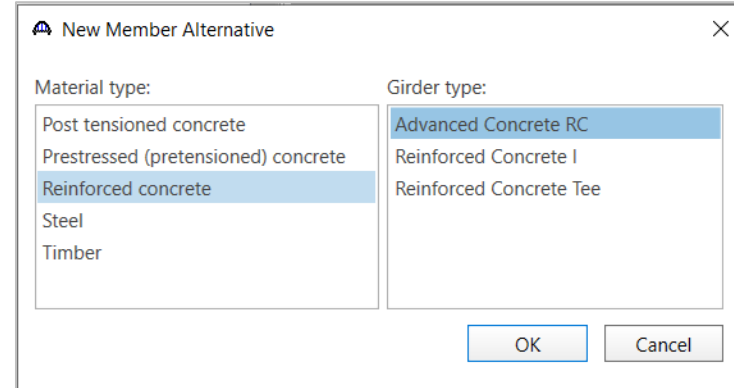 New Member Alternative
Material type:
Girder type:
Post tensioned concrete
Prestressed (pretensioned) concrete
Reinforced concrete
Steel
Timber
Advanced Concrete RC
Reinforced Concrete I
Reinforced Concrete Tee
OK
Cancel